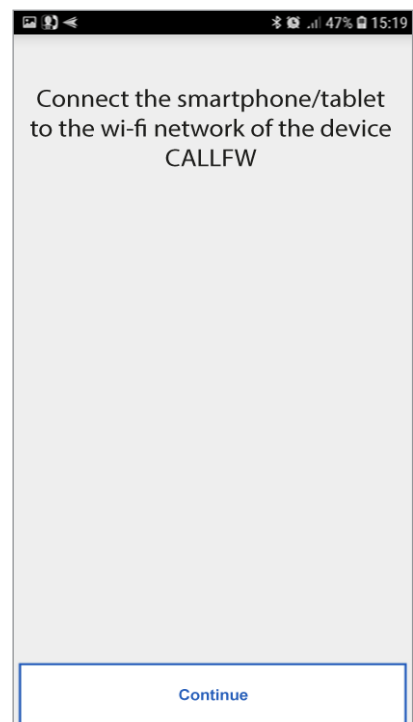 47% 15:19
Connect the smartphone/tablet
to the wi-fi network of the device
CALLFW
Continue